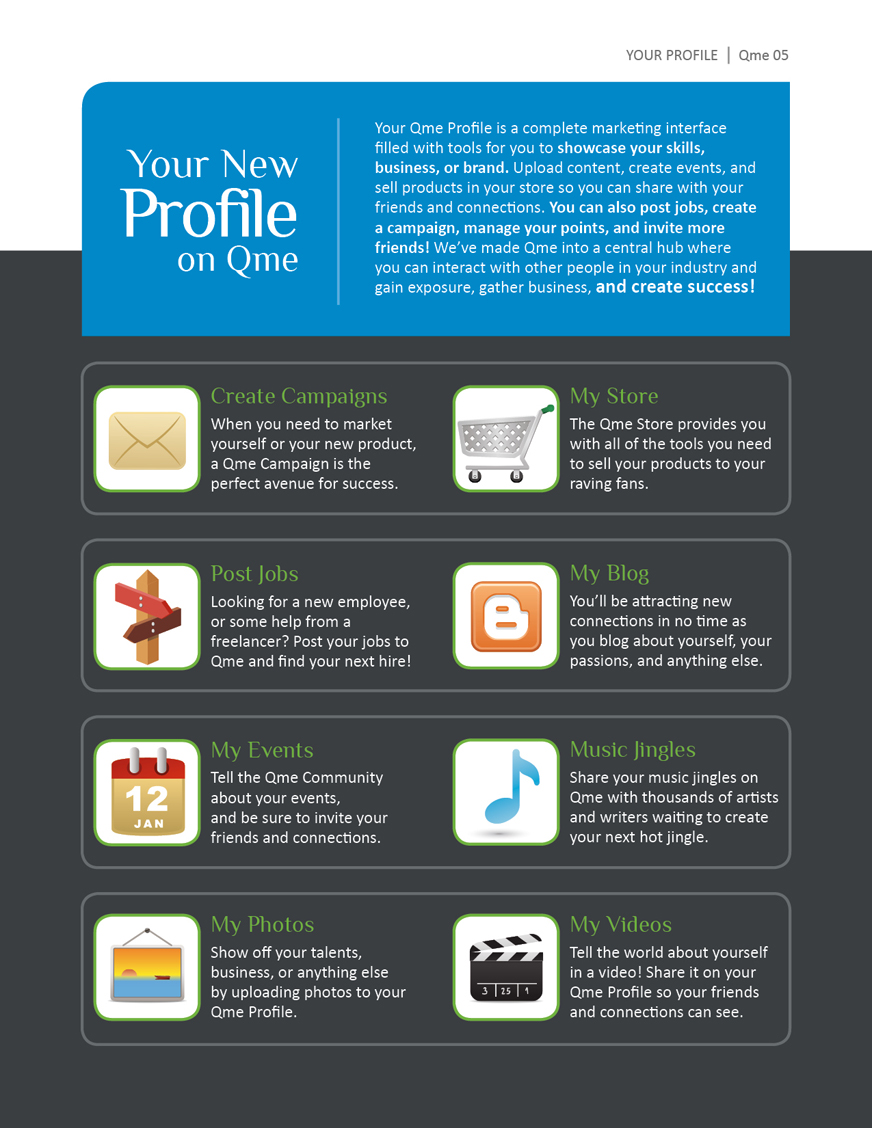 YOUR PROFILE | Qme 05
Your New
Profile
on Qme
Your Qme Profile is a complete marketing interface
filled with tools for you to showcase your skills,
business, or brand. Upload content, create events, and
sell products in your store so you can share with your
friends and connections. You can also post jobs, create
a campaign, manage your points, and invite more
friends! We’ve made Qme into a central hub where
you can interact with other people in your industry and
gain exposure, gather business, and create success!
Create Campaigns
When you need to market
yourself or your new product,
a Qme Campaign is the
perfect avenue for success.
My Store
The Qme Store provides you
with all of the tools you need
to sell your products to your
raving fans.
Post Jobs
Looking for a new employee,
or some help from a
freelancer? Post your jobs to
Qme and find your next hire!
My Blog
You’ll be attracting new
connections in no time as
you blog about yourself, your
passions, and anything else.
12
JAN
My Events
Tell the Qme Community
about your events,
and be sure to invite your
friends and connections.
Music Jingles
Share your music jingles on
Qme with thousands of artists
and writers waiting to create
your next hot jingle.
My Photos
Show off your talents,
business, or anything else
by uploading photos to your
Qme Profile.
3 | 25 | 1
My Videos
Tell the world about yourself
in a video! Share it on your
Qme Profile so your friends
and connections can see.